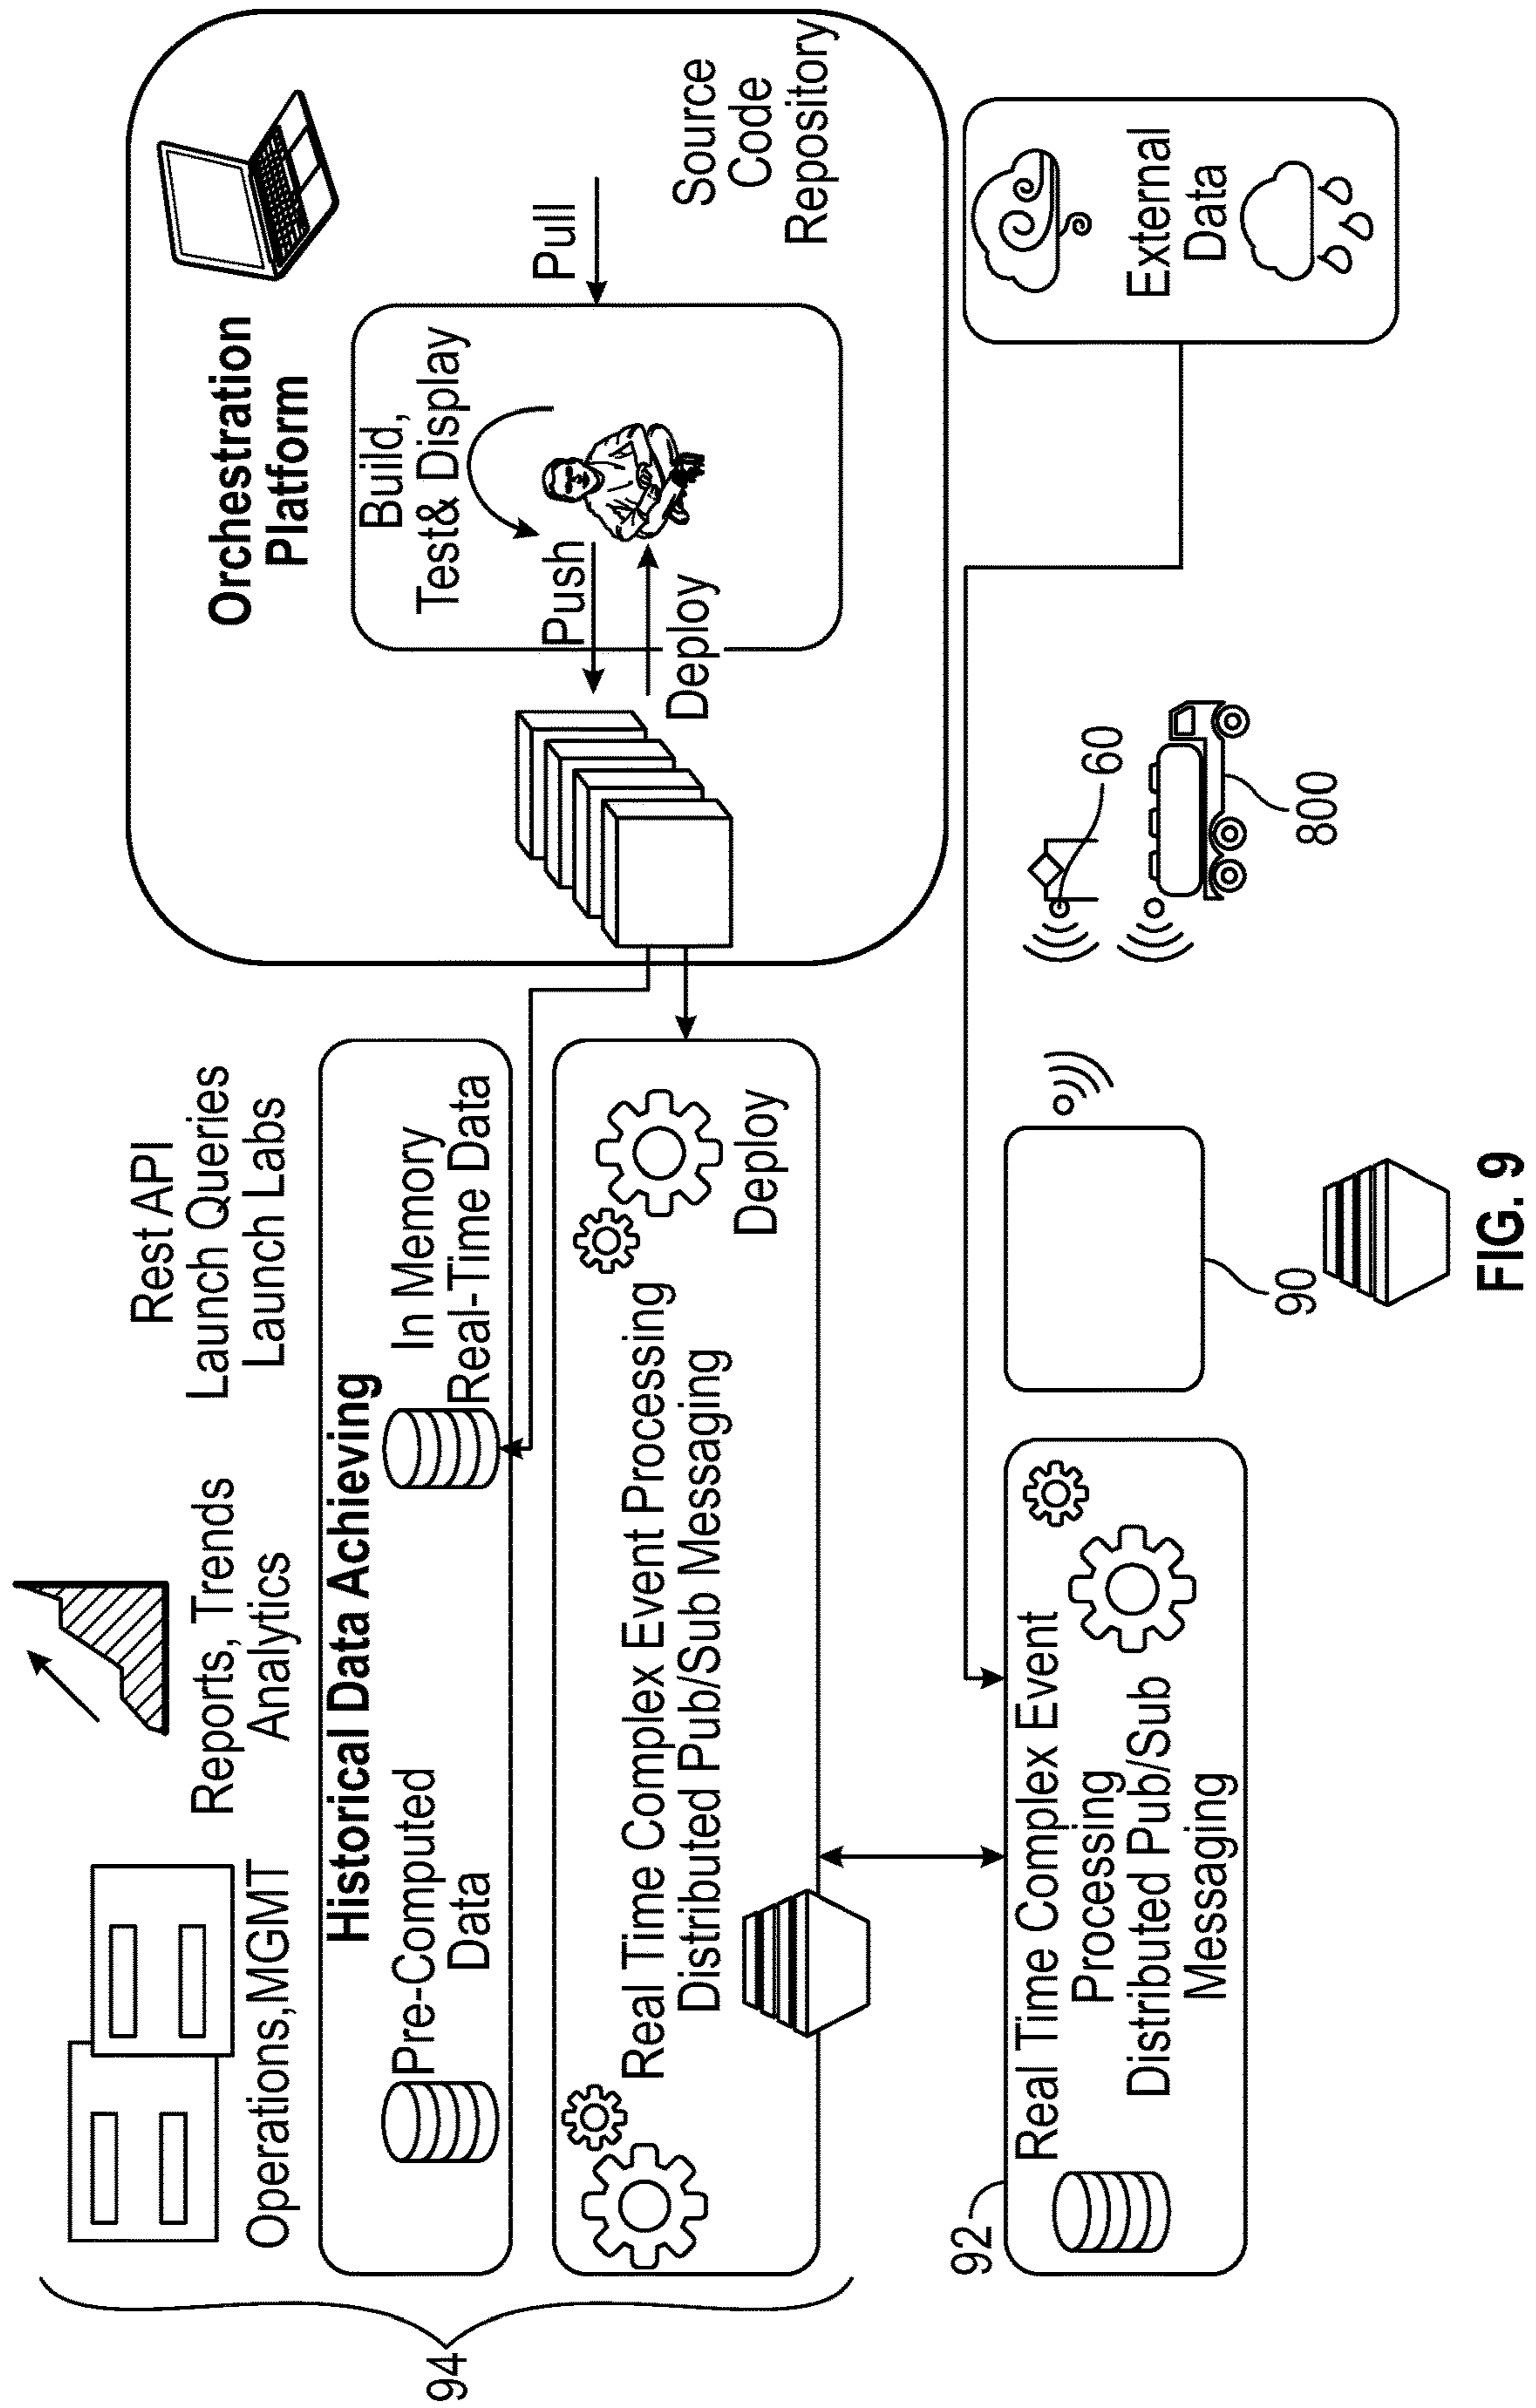 94
Operations,MGMT
Reports, Trends
Analytics
Rest API
Launch Queries
Launch Labs
Historical Data Achieving
Pre-Computed
Data
In Memory
Real-Time Data
Real Time Complex Event Processing
Distributed Pub/Sub Messaging
Deploy
Orchestration
Platform
Build,
Test& Display
Push
Deploy
Pull
Source
Code
Repository
92
Real Time Complex Event
Processing
Distributed Pub/Sub
Messaging
90
60
800
External
Data
FIG. 9